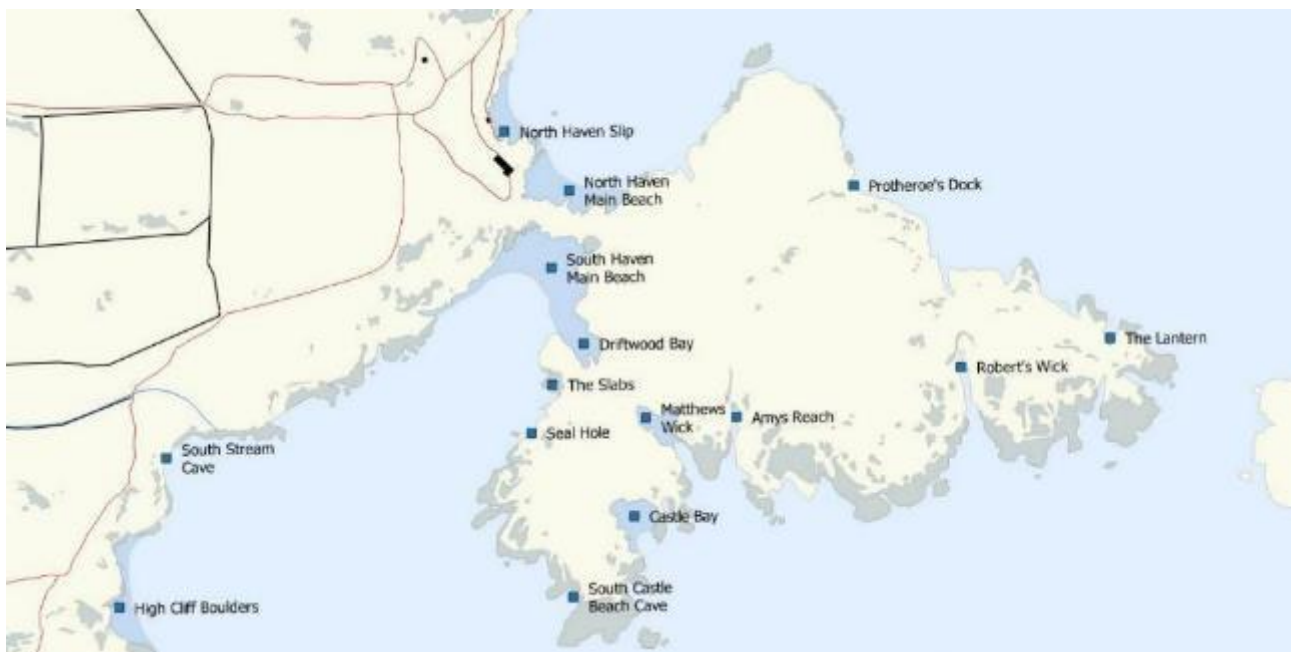 North Haven Slip
North Haven
Main Beach
Protheroe's Dock
South Haven
Main Beach
The Lantern
Driftwood Bay
Robert's Wick
The Slabs
Matthews
Wick
Amys Reach
Seal Hole
South Stream
Cave
Castle Bay
South Castle
Beach Cave
High Cliff Boulders